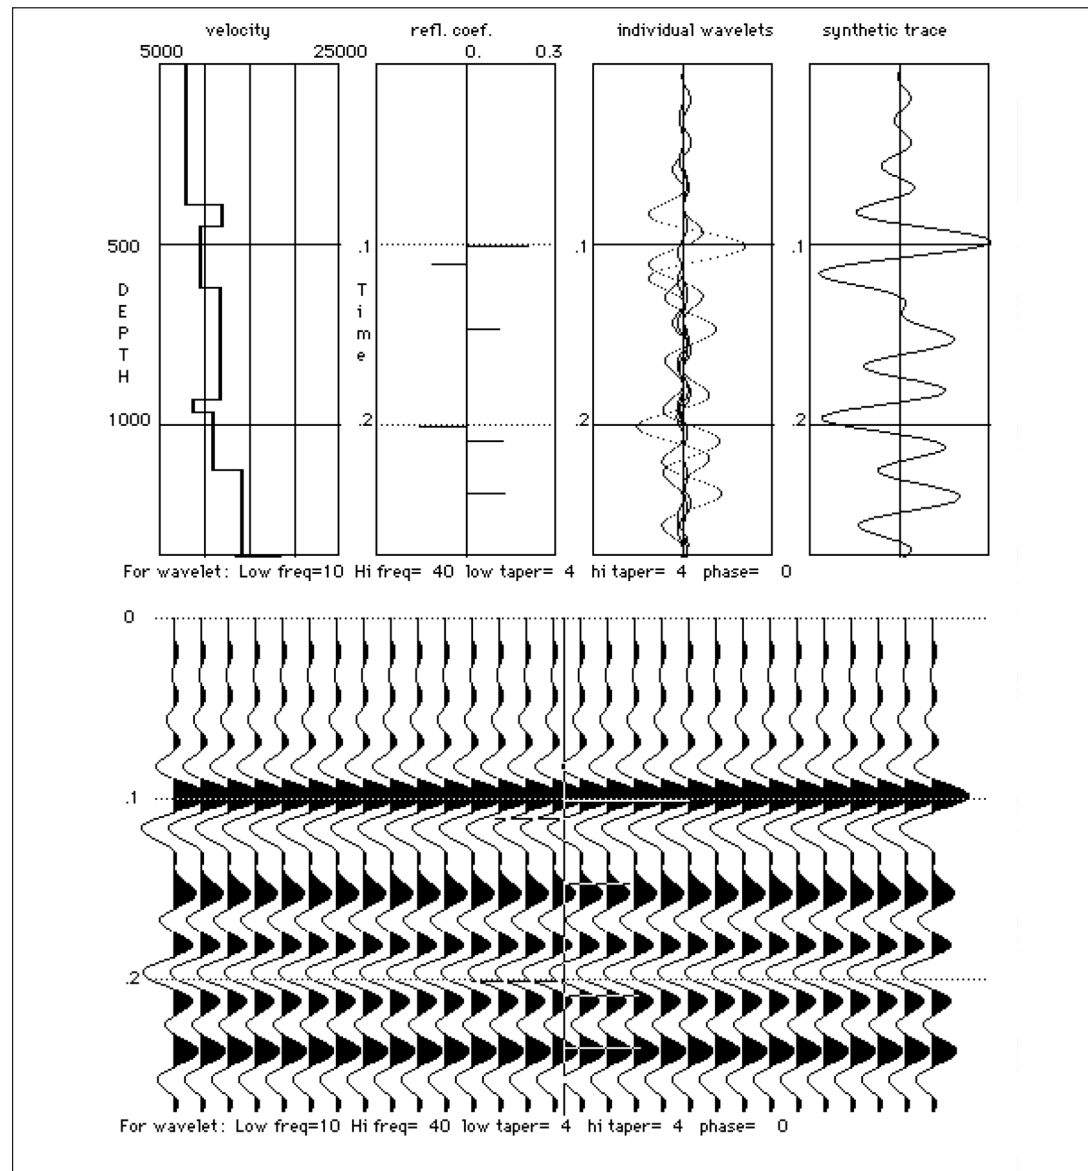 velocity refl. coef. individual wavelets synthetic trace
5000 25000 0. 0.3
500 .1 .1 .1
DEPTH Time
1000 .2 .2 .2
For wavelet: Low freq=10 Hi freq= 40 low taper= 4 hi taper= 4 phase= 0
0
.1
.2
For wavelet: Low freq=10 Hi freq= 40 low taper= 4 hi taper= 4 phase= 0